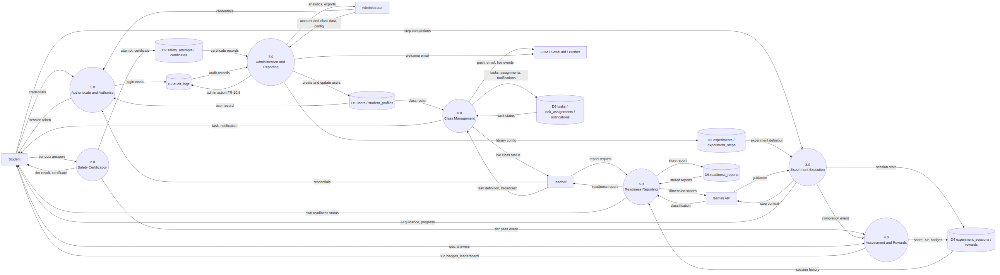 analytics, exports
Administrator
credentials
account and class data,
config
step completions
attempt, certificate
D2 safety_attempts /
certificates
certificate records
7.0
Administration and
Reporting
welcome email
FCM / SendGrid / Pusher
push, email, live events
audit records
tasks, assignments,
notifications
login event
D7 audit_logs
create and update users
1.0
Authenticate and Authorise
credentials
admin action FR-10.8
class roster
D1 users / student_profiles
user record
D6 tasks /
task_assignments /
notifications
6.0
Class Management
task status
session token
task, notification
library config
D3 experiments /
experiment_steps
experiment definition
live class status
tier quiz answers
Student
2.0
Safety Certification
tier result, certificate
report request
store report
3.0
Experiment Execution
session state
D5 readiness_reports
guidance
stored reports
credentials
Teacher
readiness report
5.0
Readiness Reporting
task definition, broadcast
dimension scores
Gemini API
step context
classification
own readiness status
completion event
AI guidance, progress
tier pass event
4.0
Assessment and Rewards
score, XP, badges
D4 experiment_sessions /
rewards
quiz answers
XP, badges, leaderboard
session history